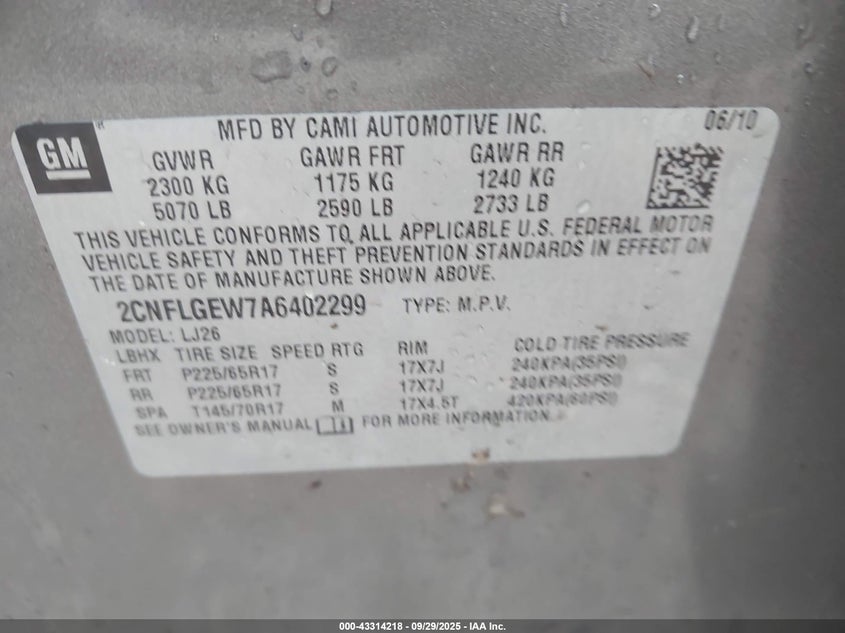 GM
MFD BY CAMI AUTOMOTIVE INC. 06/10
GVWR GAWR FRT GAWR RR
2300 KG 1175 KG 1240 KG
5070 LB 2590 LB 2733 LB
THIS VEHICLE CONFORMS TO ALL APPLICABLE U.S. FEDERAL MOTOR
VEHICLE SAFETY AND THEFT PREVENTION STANDARDS IN EFFECT ON
THE DATE OF MANUFACTURE SHOWN ABOVE.
2CNFLGEW7A6402299 TYPE: M.P.V.
MODEL: LJ26
LBHX TIRE SIZE SPEED RTG RIM COLD TIRE PRESSURE
FRT P225/65R17 S 17X7J 240KPA(35PSI)
RR P225/65R17 S 17X7J 240KPA(35PSI)
SPA T145/70R17 M 17X4.5T 420KPA(60PSI)
SEE OWNER'S MANUAL FOR MORE INFORMATION.
000-43314218 - 09/29/2025 - IAA Inc.